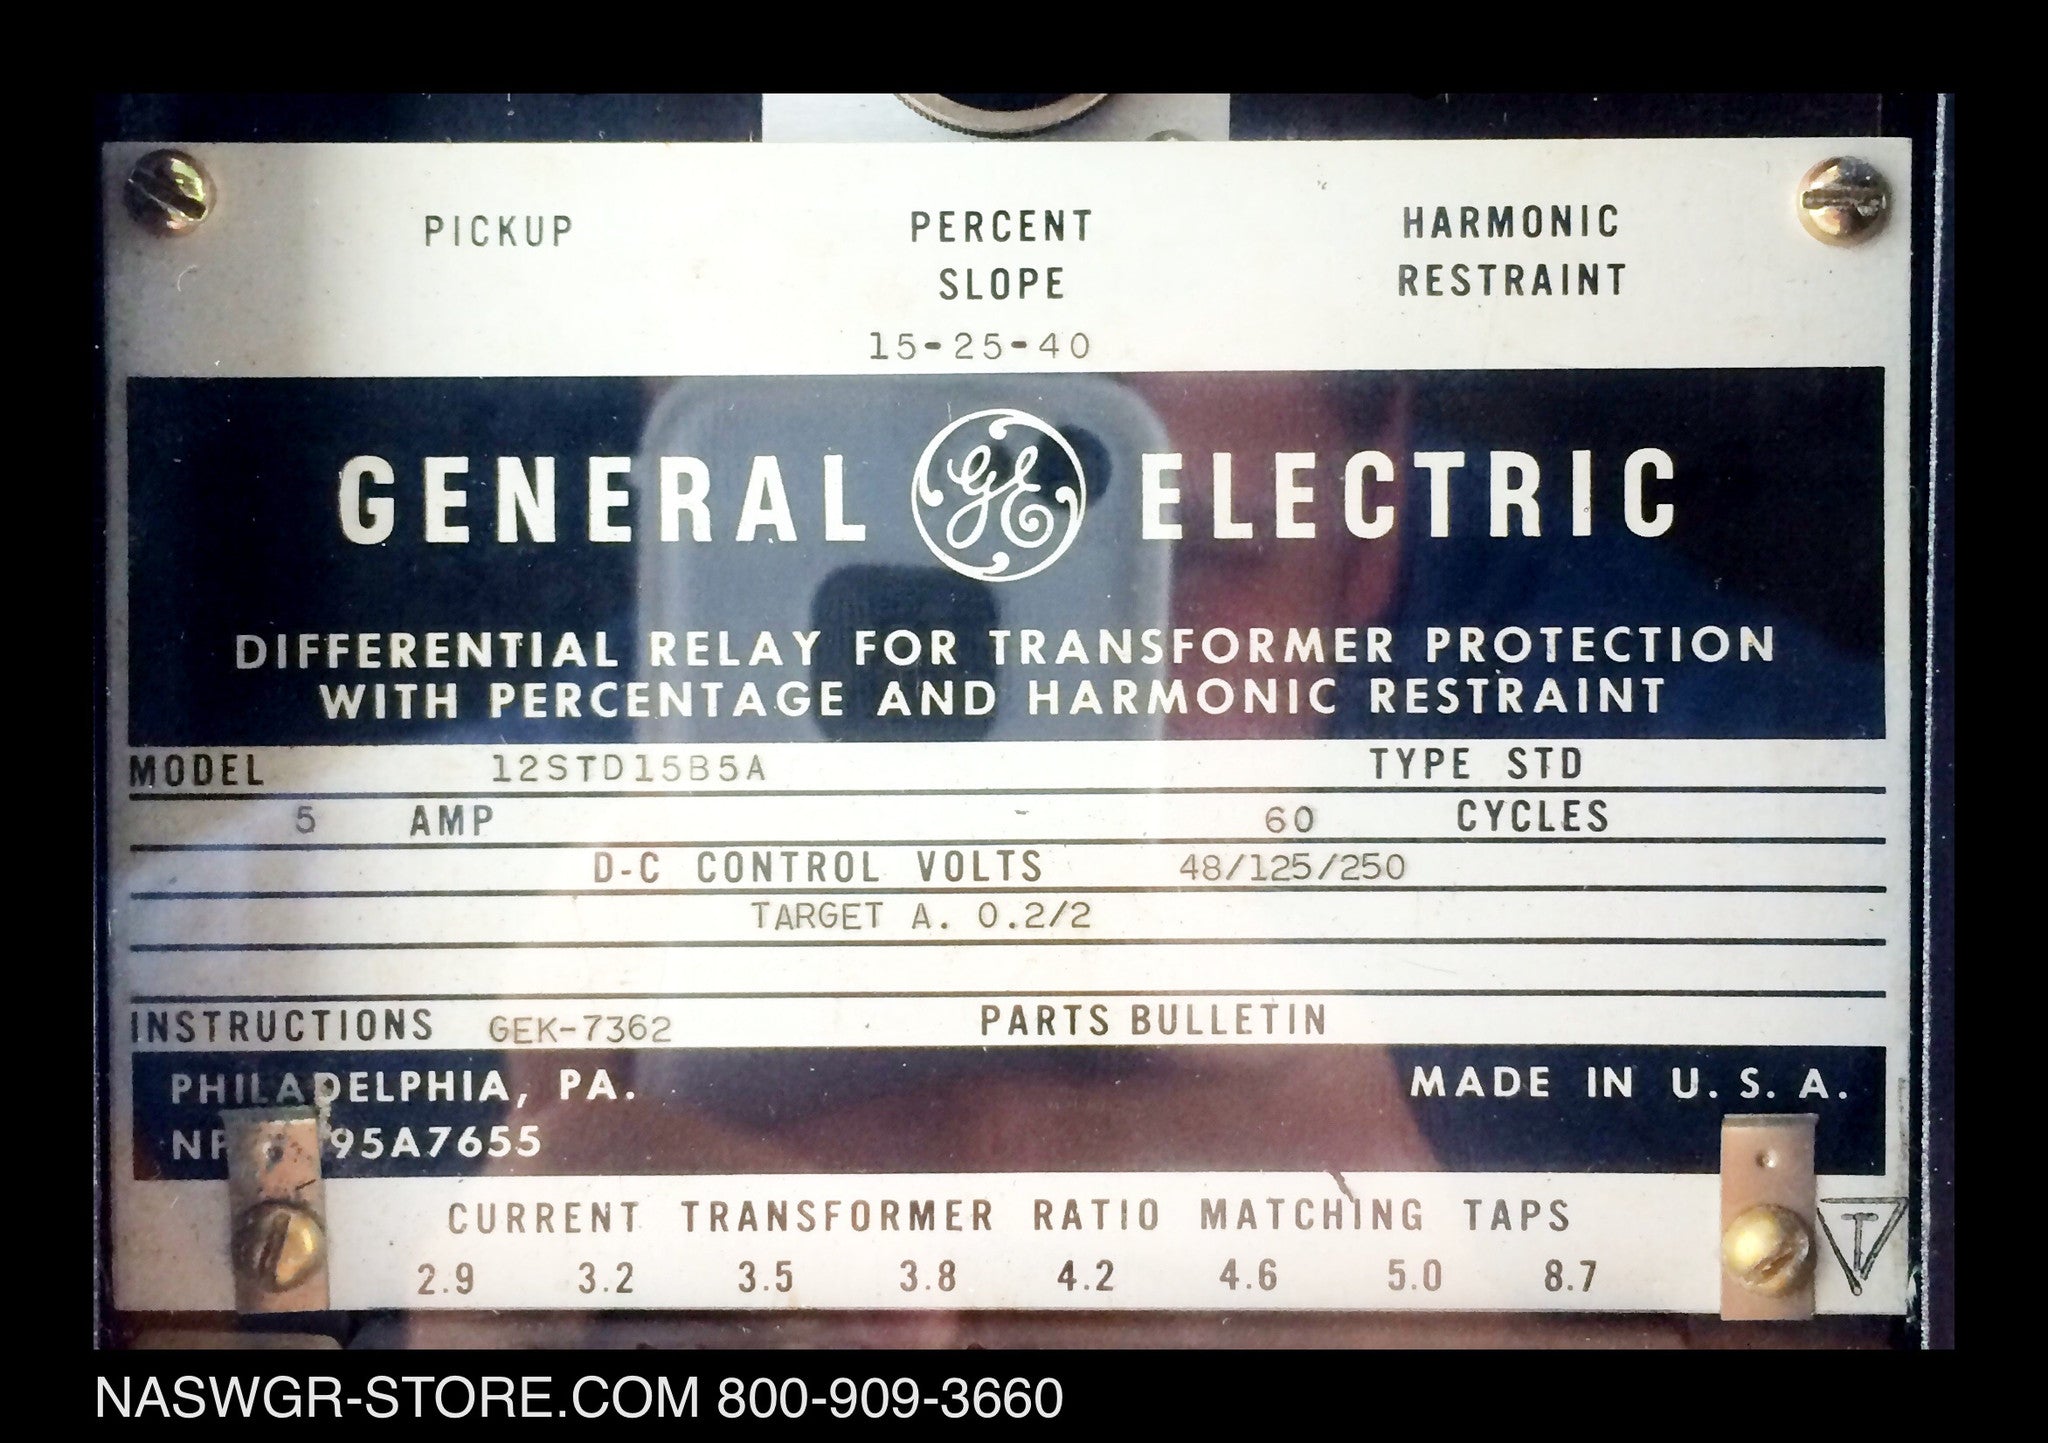 PICKUP PERCENT HARMONIC
SLOPE RESTRAINT
15-25-40
GENERAL GE ELECTRIC
DIFFERENTIAL RELAY FOR TRANSFORMER PROTECTION
WITH PERCENTAGE AND HARMONIC RESTRAINT
MODEL 12STD15B5A TYPE STD
5 AMP - 60 CYCLES
D-C CONTROL VOLTS 48/125/250
TARGET A. 0.2/2
INSTRUCTIONS GEK-7362 PARTS BULLETIN
PHILADELPHIA, PA. MADE IN U. S. A.
95A7655
CURRENT TRANSFORMER RATIO MATCHING TAPS
2.9 3.2 3.5 3.8 4.2 4.6 5.0 8.7
T
NASWGR-STORE.COM 800-909-3660